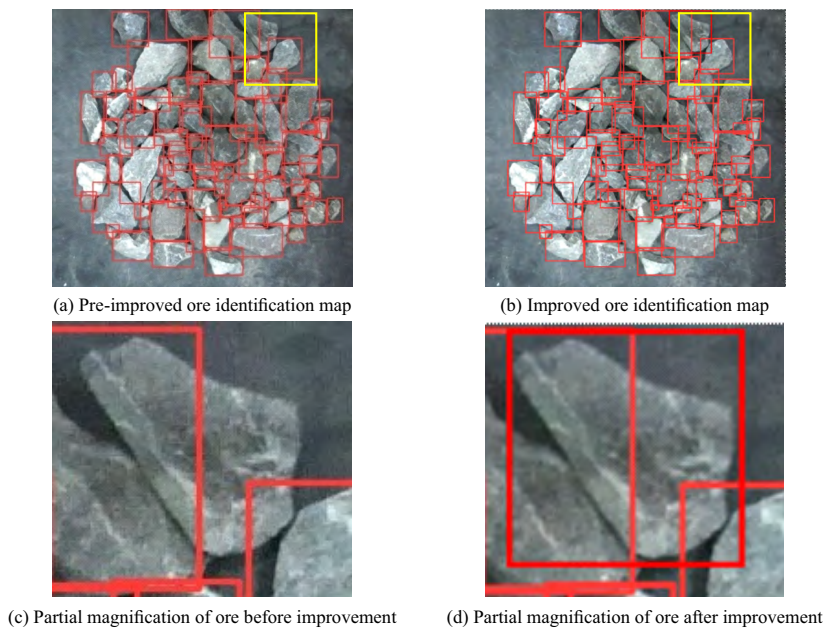 (a) Pre-improved ore identification map
(b) Improved ore identification map
(c) Partial magnification of ore before improvement
(d) Partial magnification of ore after improvement